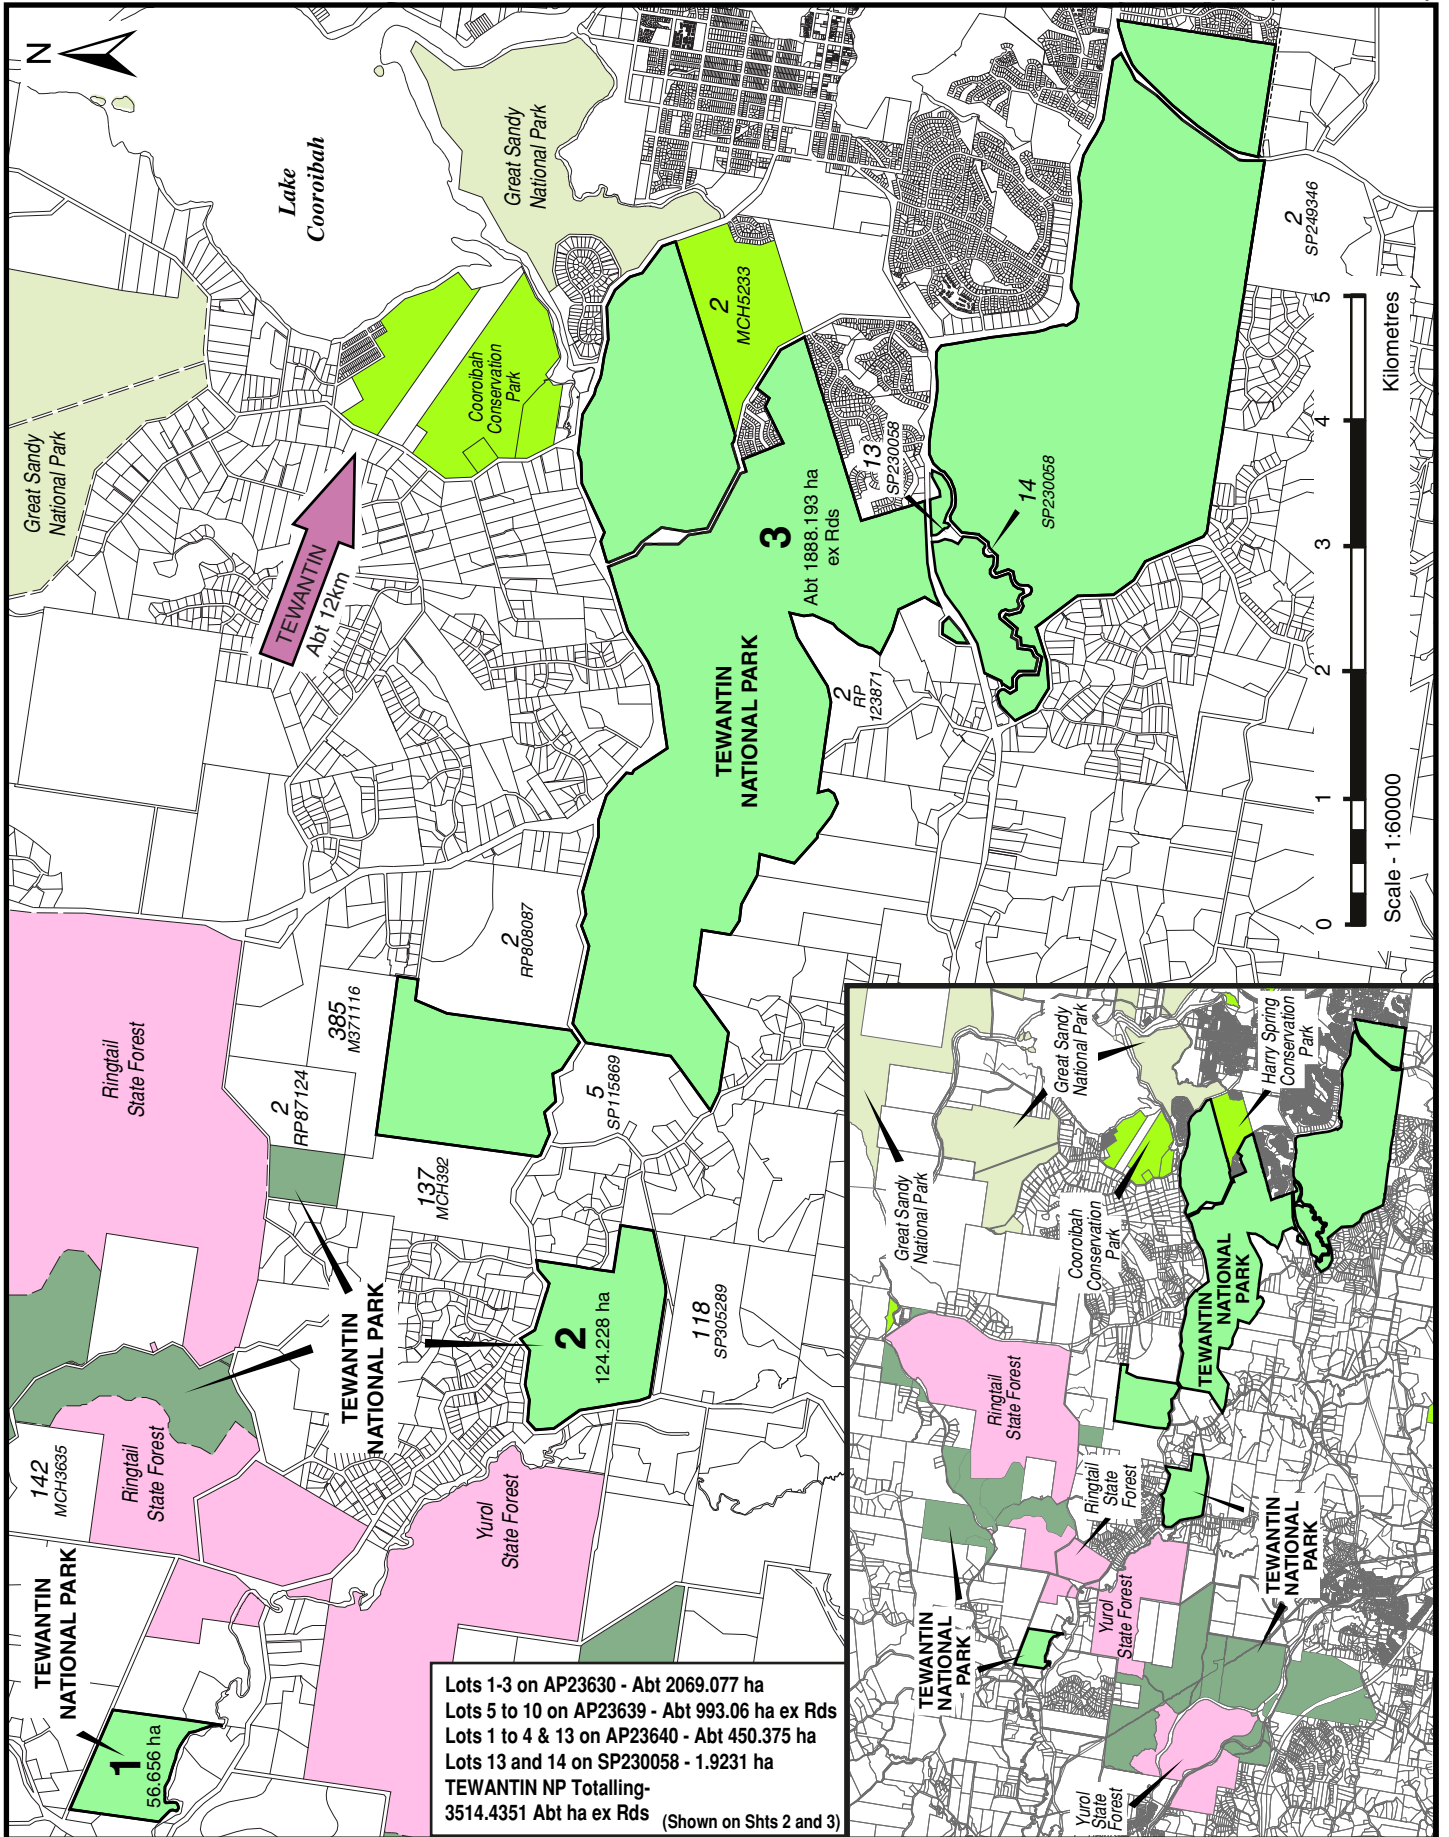 N
Lake
Cooroibah
Great Sandy
National Park
Great Sandy
National Park
TEWANTIN
Abt 12km
Cooroibah
Conservation
Park
2
MCH5233
13
SP230058
14
SP230058
2
SP249346
3
Abt 1888.193 ha
ex Rds
TEWANTIN
NATIONAL PARK
2
RP
123871
2
RP808087
385
M371116
2
RP87124
Ringtail
State Forest
137
MCH392
5
SP115869
TEWANTIN
NATIONAL PARK
2
124.228 ha
118
SP305289
142
MCH3635
Ringtail
State Forest
Yurol
State Forest
TEWANTIN
NATIONAL PARK
1
56.656 ha
0
1
2
3
4
5
Scale - 1:60000
Kilometres
Lots 1-3 on AP23630 - Abt 2069.077 ha
Lots 5 to 10 on AP23639 - Abt 993.06 ha ex Rds
Lots 1 to 4 & 13 on AP23640 - Abt 450.375 ha
Lots 13 and 14 on SP230058 - 1.9231 ha
TEWANTIN NP Totalling-
3514.4351 Abt ha ex Rds (Shown on Shts 2 and 3)
Great Sandy
National Park
Great Sandy
National Park
Cooroibah
Conservation
Park
Harry Spring
Conservation
Park
TEWANTIN
NATIONAL
PARK
Ringtail
State Forest
Ringtail
State
Forest
TEWANTIN
NATIONAL
PARK
Yurol
State Forest
TEWANTIN
NATIONAL
PARK
Yurol
State
Forest